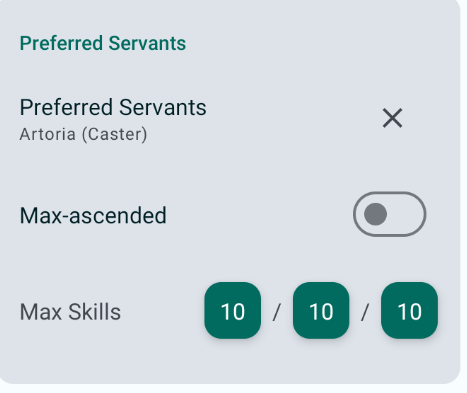 Preferred Servants
Preferred Servants
Artoria (Caster)
Max-ascended
Max Skills 10 / 10 / 10